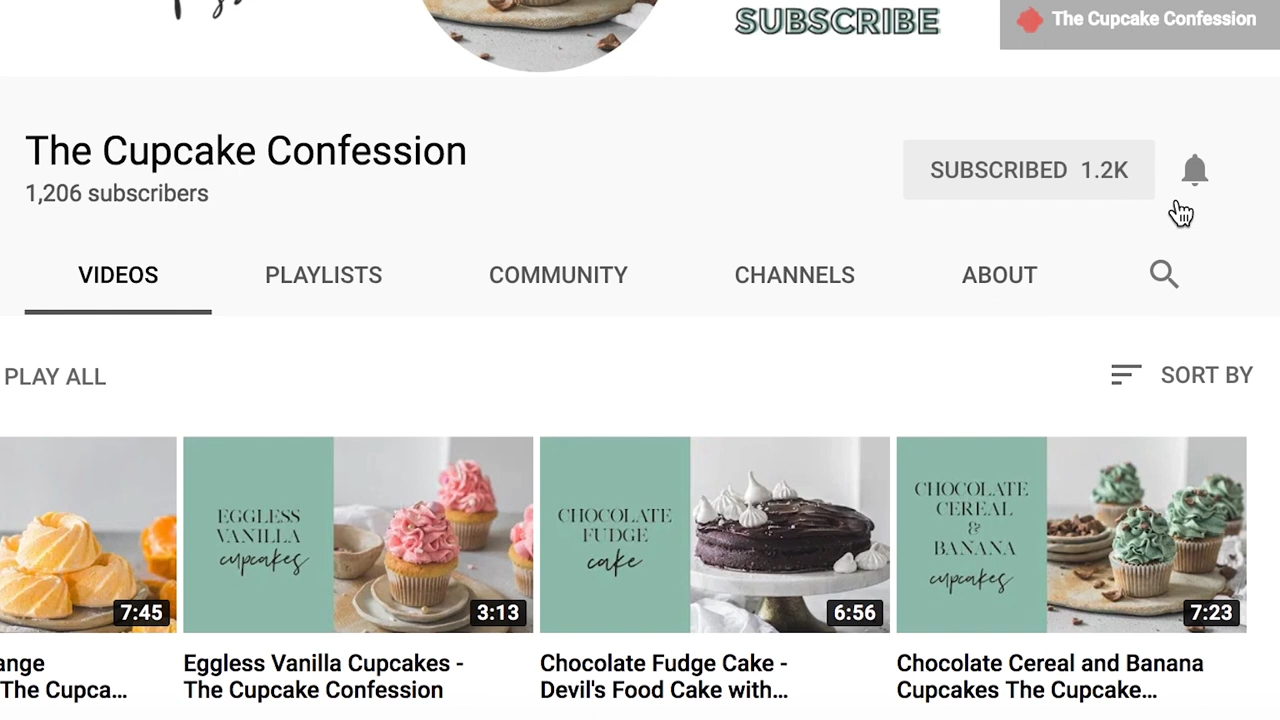 SUBSCRIBE
The Cupcake Confession
The Cupcake Confession
1,206 subscribers
SUBSCRIBED 1.2K
VIDEOS PLAYLISTS COMMUNITY CHANNELS ABOUT
PLAY ALL
SORT BY
7:45
EGGLESS
VANILLA
cupcakes
3:13
CHOCOLATE
FUDGE
cake
6:56
CHOCOLATE
CEREAL
&
BANANA
cupcakes
7:23
ange
The Cupca...
Eggless Vanilla Cupcakes -
The Cupcake Confession
Chocolate Fudge Cake -
Devil's Food Cake with...
Chocolate Cereal and Banana
Cupcakes The Cupcake...